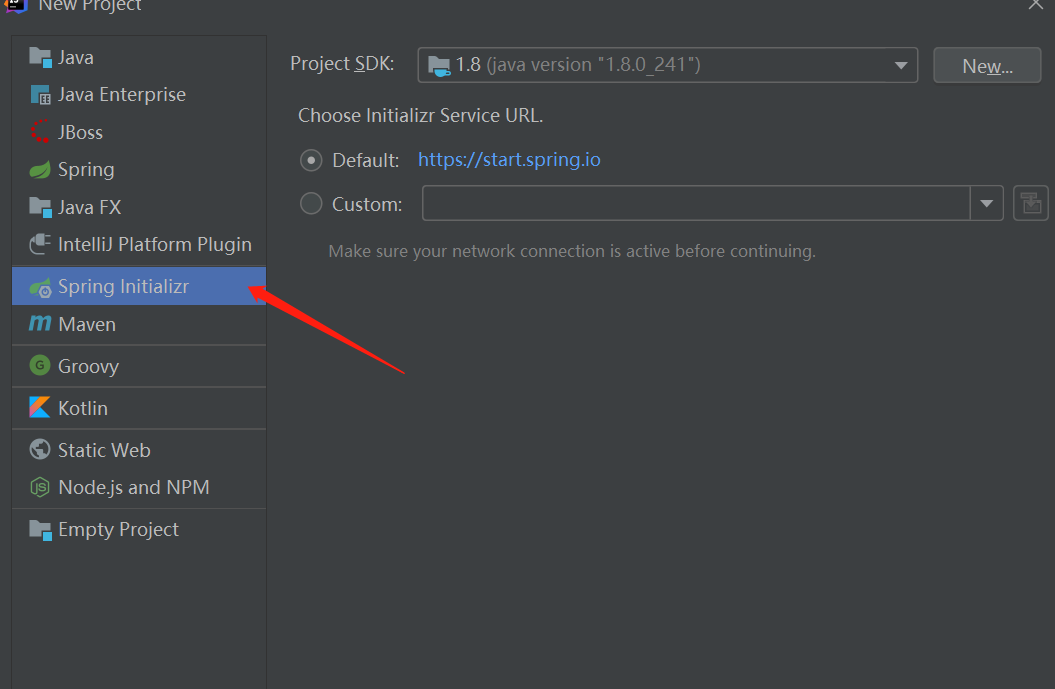 New Project
Java
Java Enterprise
JBoss
Spring
Java FX
IntelliJ Platform Plugin
Spring Initializr
Maven
Groovy
Kotlin
Static Web
Node.js and NPM
Empty Project
Project SDK: 1.8 (java version "1.8.0_241") New...
Choose Initializr Service URL.
Default: https://start.spring.io
Custom:
Make sure your network connection is active before continuing.